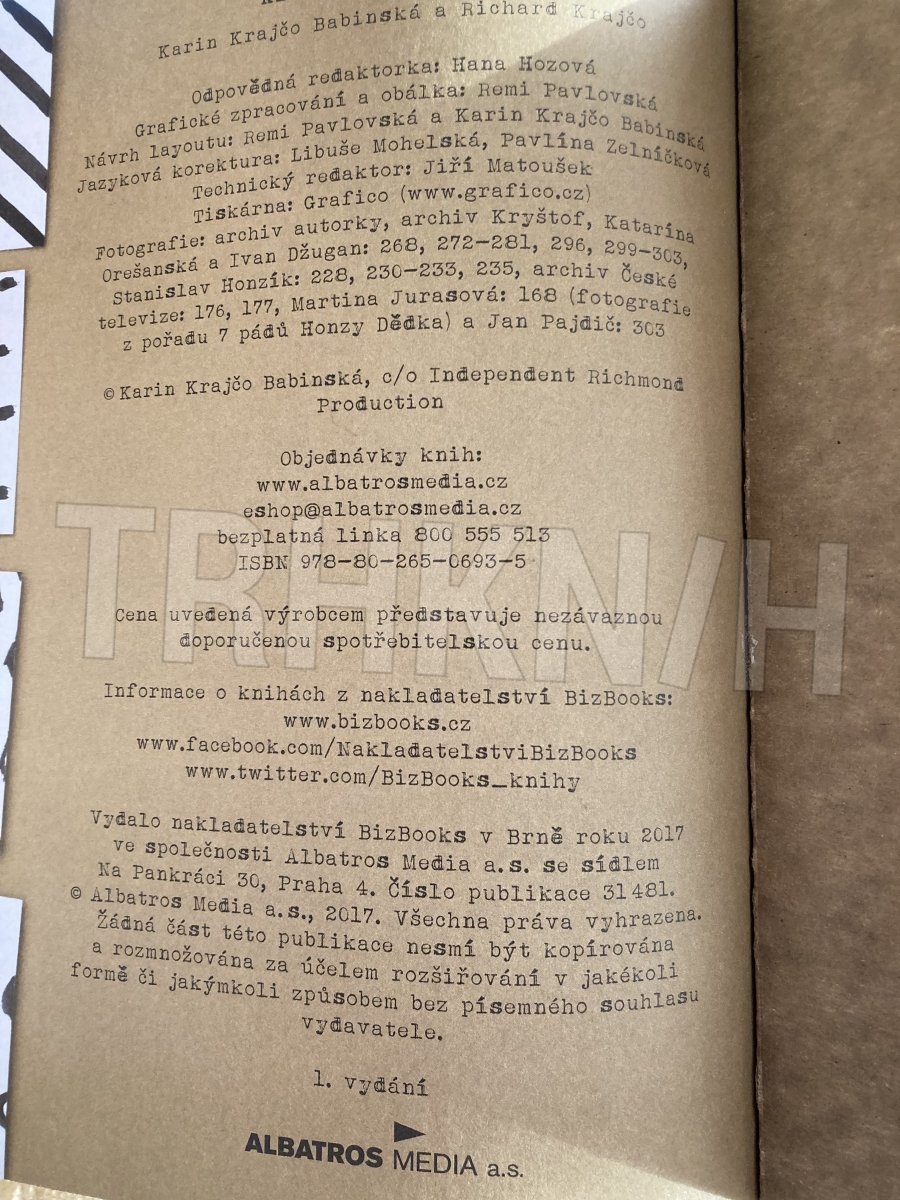 Karin Krajčo Babinská a Richard Krajčo
Odpovědná redaktorka: Hana Hozová
Grafické zpracování a obálka: Remi Pavlovská
Návrh layoutu: Remi Pavlovská a Karin Krajčo Babinská
Jazyková korektura: Libuše Mohelská, Pavlína Zelníčková
Technický redaktor: Jiří Matoušek
Tiskárna: Grafico (www.grafico.cz)
Fotografie: archiv autorky, archiv Kryštof, Katarína
Orešanská a Ivan Džugan: 268, 272–281, 296, 299–303,
Stanislav Honzík: 228, 230–233, 235, archiv České
televize: 176, 177, Martina Jurasová: 168 (fotografie
z pořadu 7 pádů Honzy Dědka) a Jan Pajdič: 303
© Karin Krajčo Babinská, c/o Independent Richmond
Production
Objednávky knih:
www.albatrosmedia.cz
eshop@albatrosmedia.cz
bezplatná linka 800 555 513
ISBN 978–80–265–0693–5
Cena uvedená výrobcem představuje nezávaznou
doporučenou spotřebitelskou cenu.
Informace o knihách z nakladatelství BizBooks:
www.bizbooks.cz
www.facebook.com/NakladatelstviBizBooks
www.twitter.com/BizBooks_knihy
Vydalo nakladatelství BizBooks v Brně roku 2017
ve společnosti Albatros Media a.s. se sídlem
Na Pankráci 30, Praha 4. Číslo publikace 31 481.
© Albatros Media a.s., 2017. Všechna práva vyhrazena.
Žádná část této publikace nesmí být kopírována
a rozmnožována za účelem rozšiřování v jakékoli
formě či jakýmkoli způsobem bez písemného souhlasu
vydavatele.
1. vydání
ALBATROS MEDIA a.s.
TRHKNIH